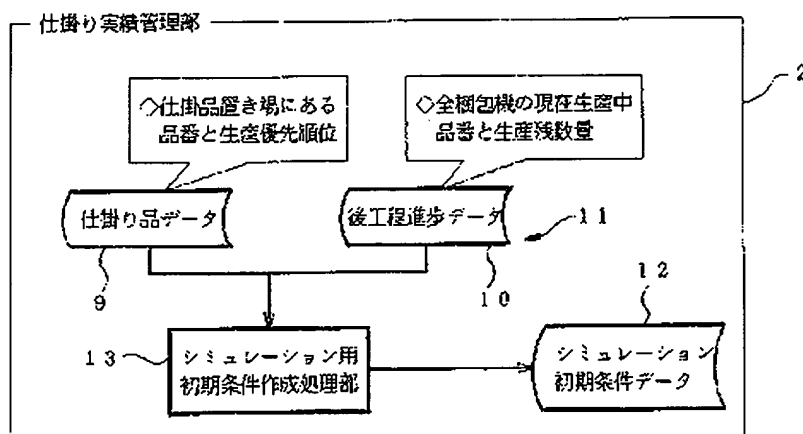 仕掛り実績管理部
2
◇仕掛品置き場にある
品番と生産優先順位
◇全梱包機の現在生産中
品番と生産残数量
仕掛り品データ
後工程進歩データ
11
9
10
12
13
シミュレーション用
初期条件作成処理部
シミュレーション
初期条件データ